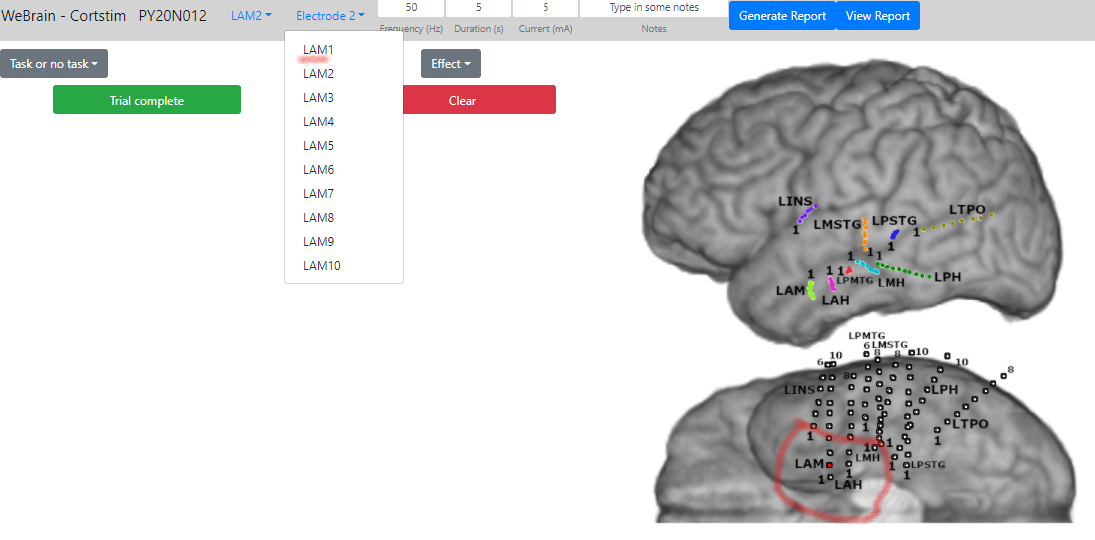 WeBrain - Cortstim PY20N012 LAM2 Electrode 2 50 5 5 Type in some notes Generate Report View Report
Frequency (Hz) Duration (s) Current (mA) Notes
LAM1
LAM2
LAM3
LAM4
LAM5
LAM6
LAM7
LAM8
LAM9
LAM10
Task or no task Effect
Trial complete Clear
LINS
1
LMSTG
LPSTG
LTPO
1
1
1 1 1
1 1 1
LPMTG
LAM
LAH
LMH
LPH
LPMTG
6 LMSTG
6 10 8 8 10 10 8
8
LINS
LPH
LTPO
1 1 1
1 1
LMH
LAM
1
LPSTG
1 1 1
LAH